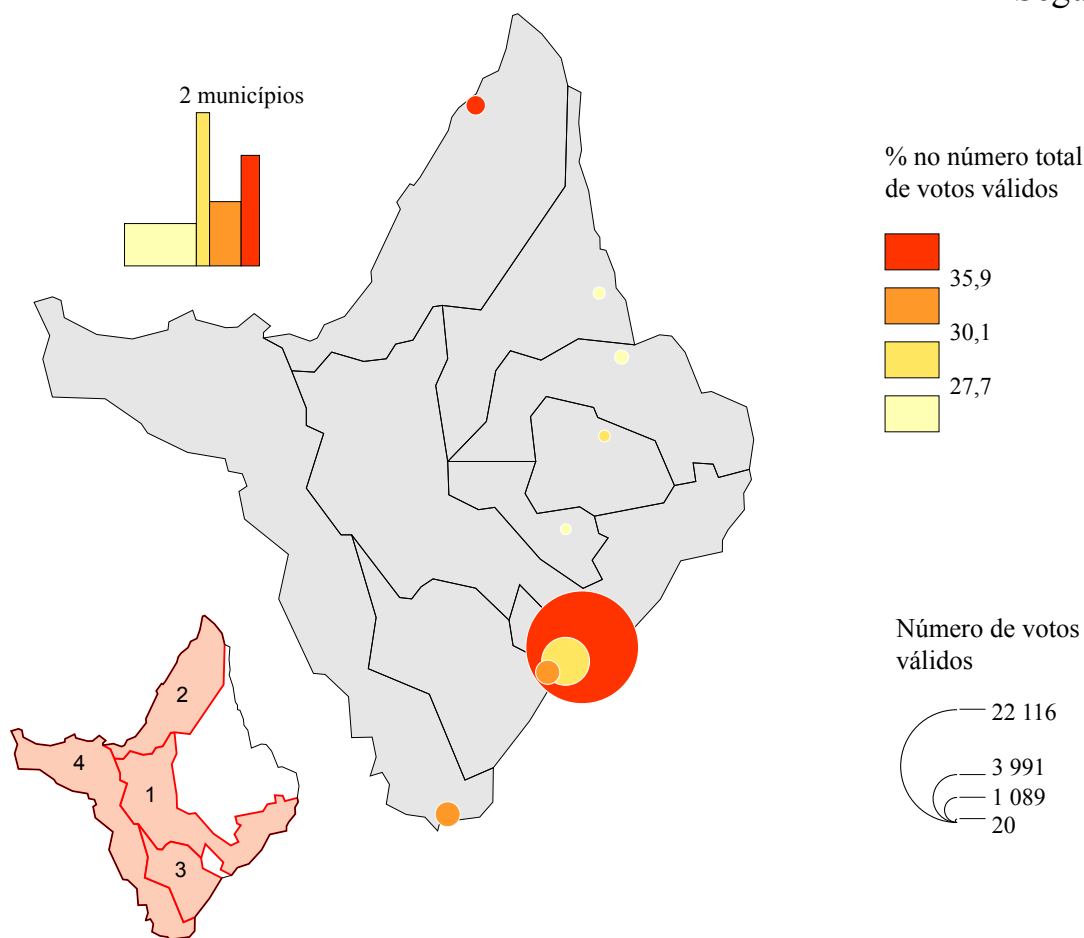 2 municípios
% no número total
de votos válidos
35,9
30,1
27,7
Número de votos
válidos
22 116
3 991
1 089
20
2
4
1
3